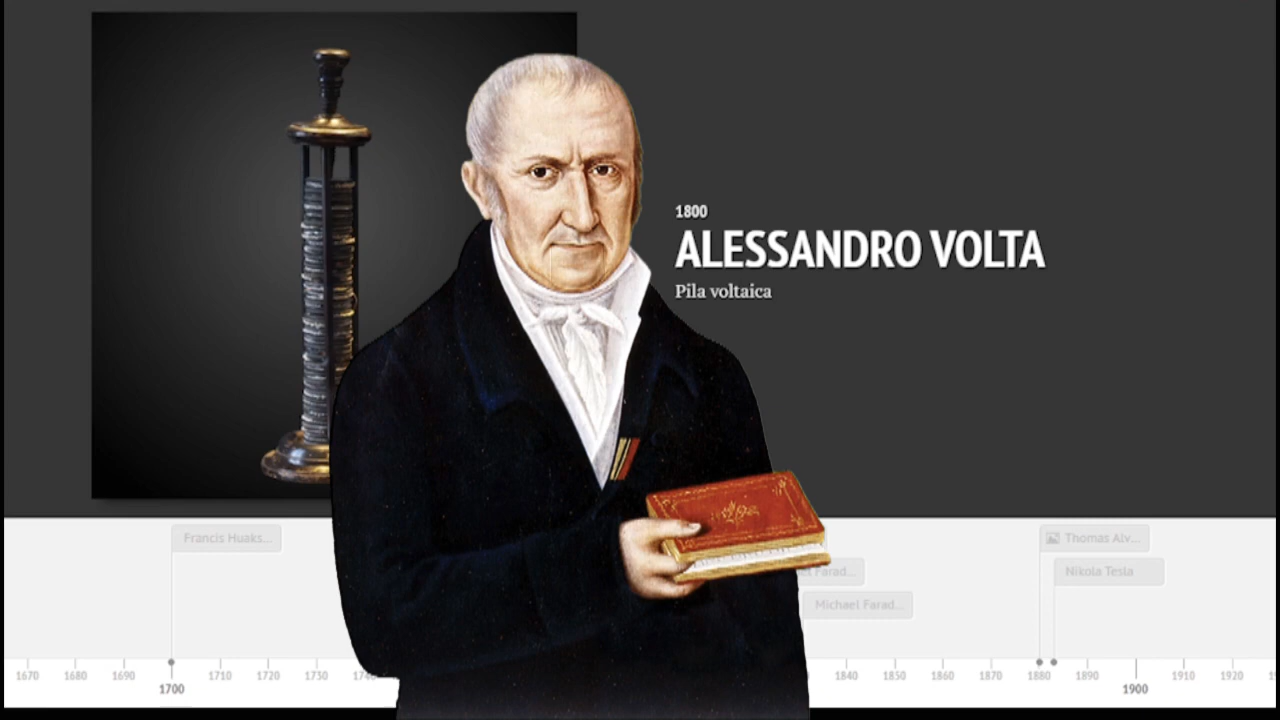 1800
ALESSANDRO VOLTA
Pila voltaica
Francis Huaks...
Thomas Alv...
Farad...
Nikola Tesla
Michael Farad...
1670 1680 1690 1700 1710 1720 1730 1840 1850 1860 1870 1880 1890 1900 1910 1920